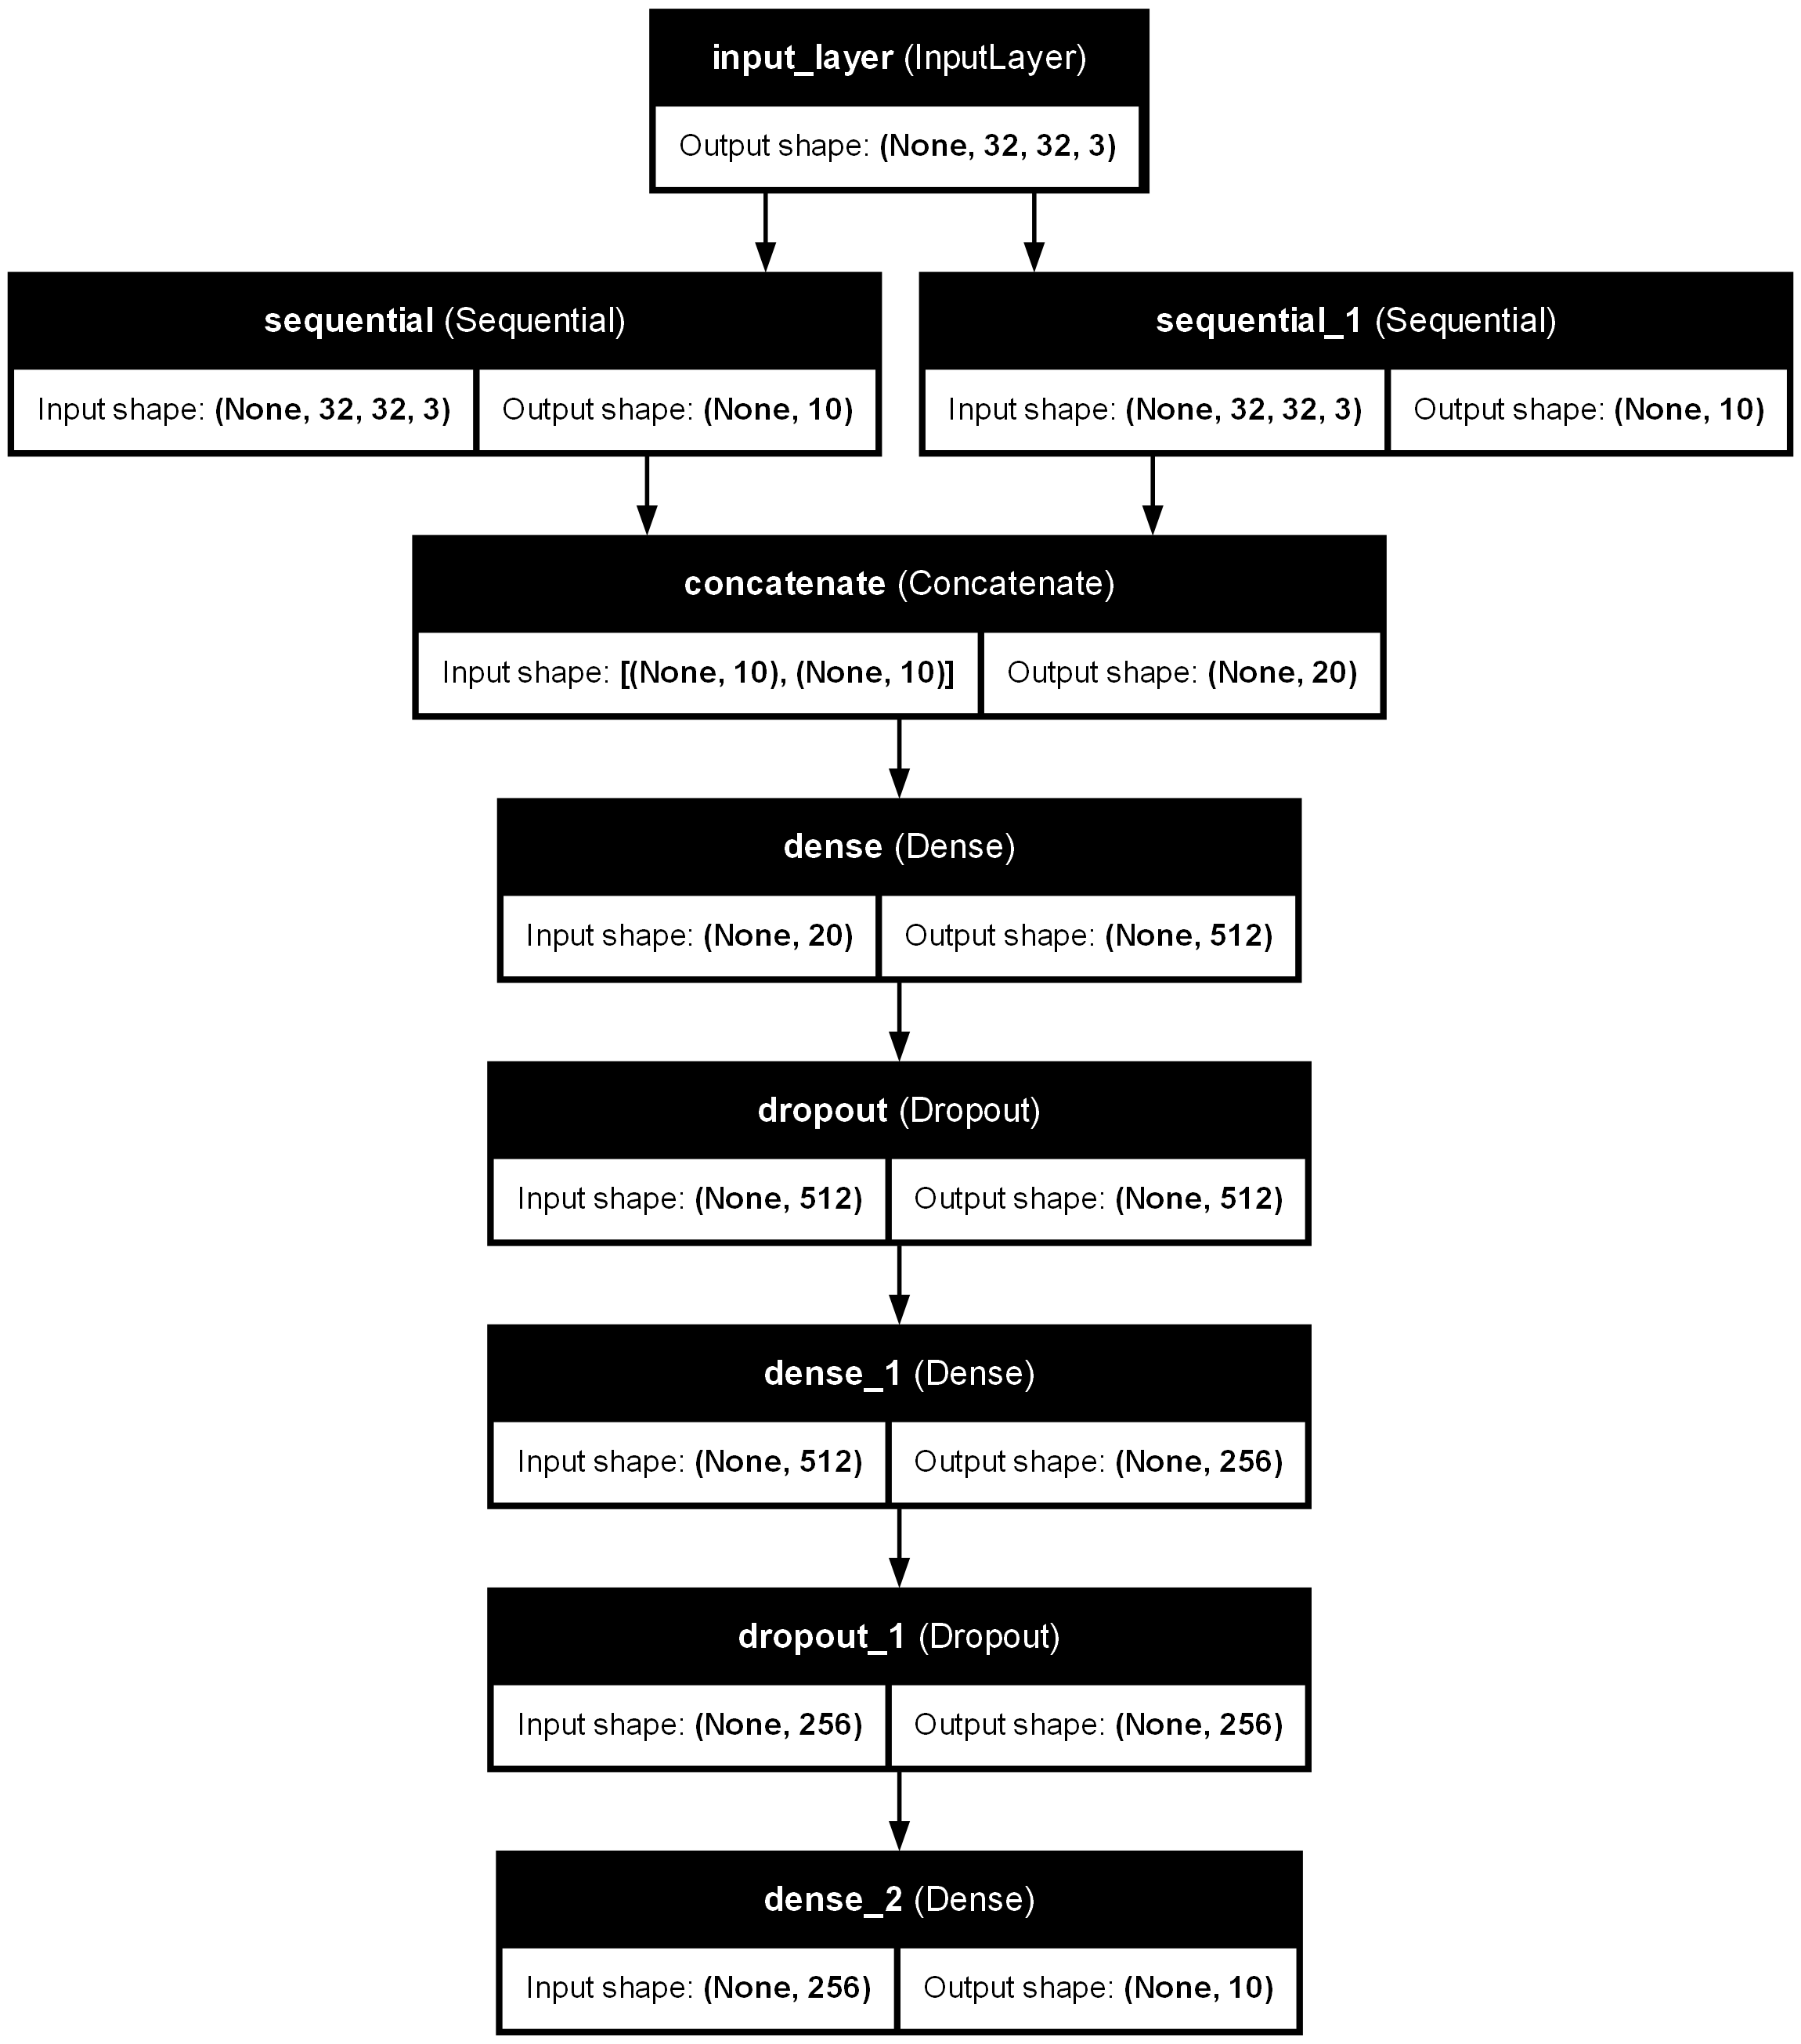 input_layer (InputLayer)
Output shape: (None, 32, 32, 3)
sequential (Sequential)
Input shape: (None, 32, 32, 3) Output shape: (None, 10)
sequential_1 (Sequential)
Input shape: (None, 32, 32, 3) Output shape: (None, 10)
concatenate (Concatenate)
Input shape: [(None, 10), (None, 10)] Output shape: (None, 20)
dense (Dense)
Input shape: (None, 20) Output shape: (None, 512)
dropout (Dropout)
Input shape: (None, 512) Output shape: (None, 512)
dense_1 (Dense)
Input shape: (None, 512) Output shape: (None, 256)
dropout_1 (Dropout)
Input shape: (None, 256) Output shape: (None, 256)
dense_2 (Dense)
Input shape: (None, 256) Output shape: (None, 10)